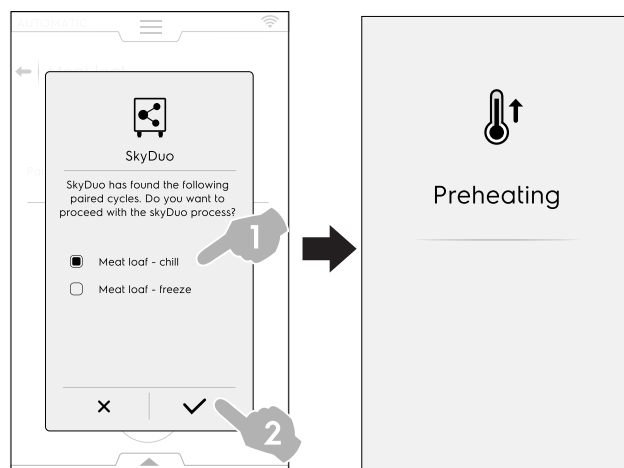 AUTOMATIC
SkyDuo
SkyDuo has found the following
paired cycles. Do you want to
proceed with the skyDuo process?
1
Meat loaf - chill
Meat loaf - freeze
2
Preheating